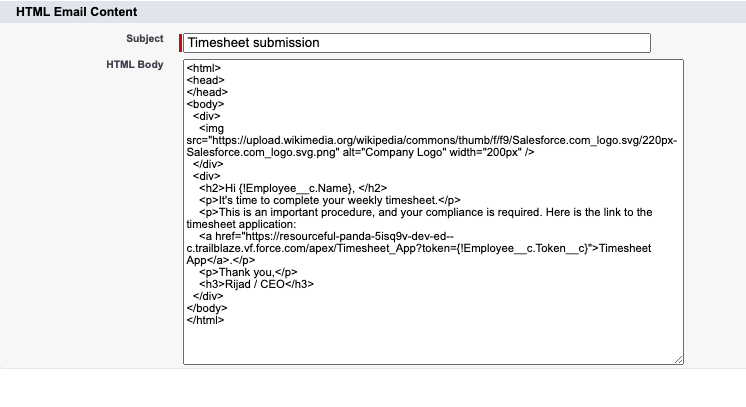 HTML Email Content
Subject
Timesheet submission
HTML Body
<html>
<head>
</head>
<body>
<div>
<img
src="https://upload.wikimedia.org/wikipedia/commons/thumb/f/f9/Salesforce.com_logo.svg/220px-
Salesforce.com_logo.svg.png" alt="Company Logo" width="200px" />
</div>
<div>
<h2>Hi {!Employee__c.Name}, </h2>
<p>It's time to complete your weekly timesheet.</p>
<p>This is an important procedure, and your compliance is required. Here is the link to the
timesheet application:
<a href="https://resourceful-panda-5isq9v-dev-ed--
c.trailblaze.vf.force.com/apex/Timesheet_App?token={!Employee__c.Token__c}">Timesheet
App</a>.</p>
<p>Thank you,</p>
<h3>Rijad / CEO</h3>
</div>
</body>
</html>